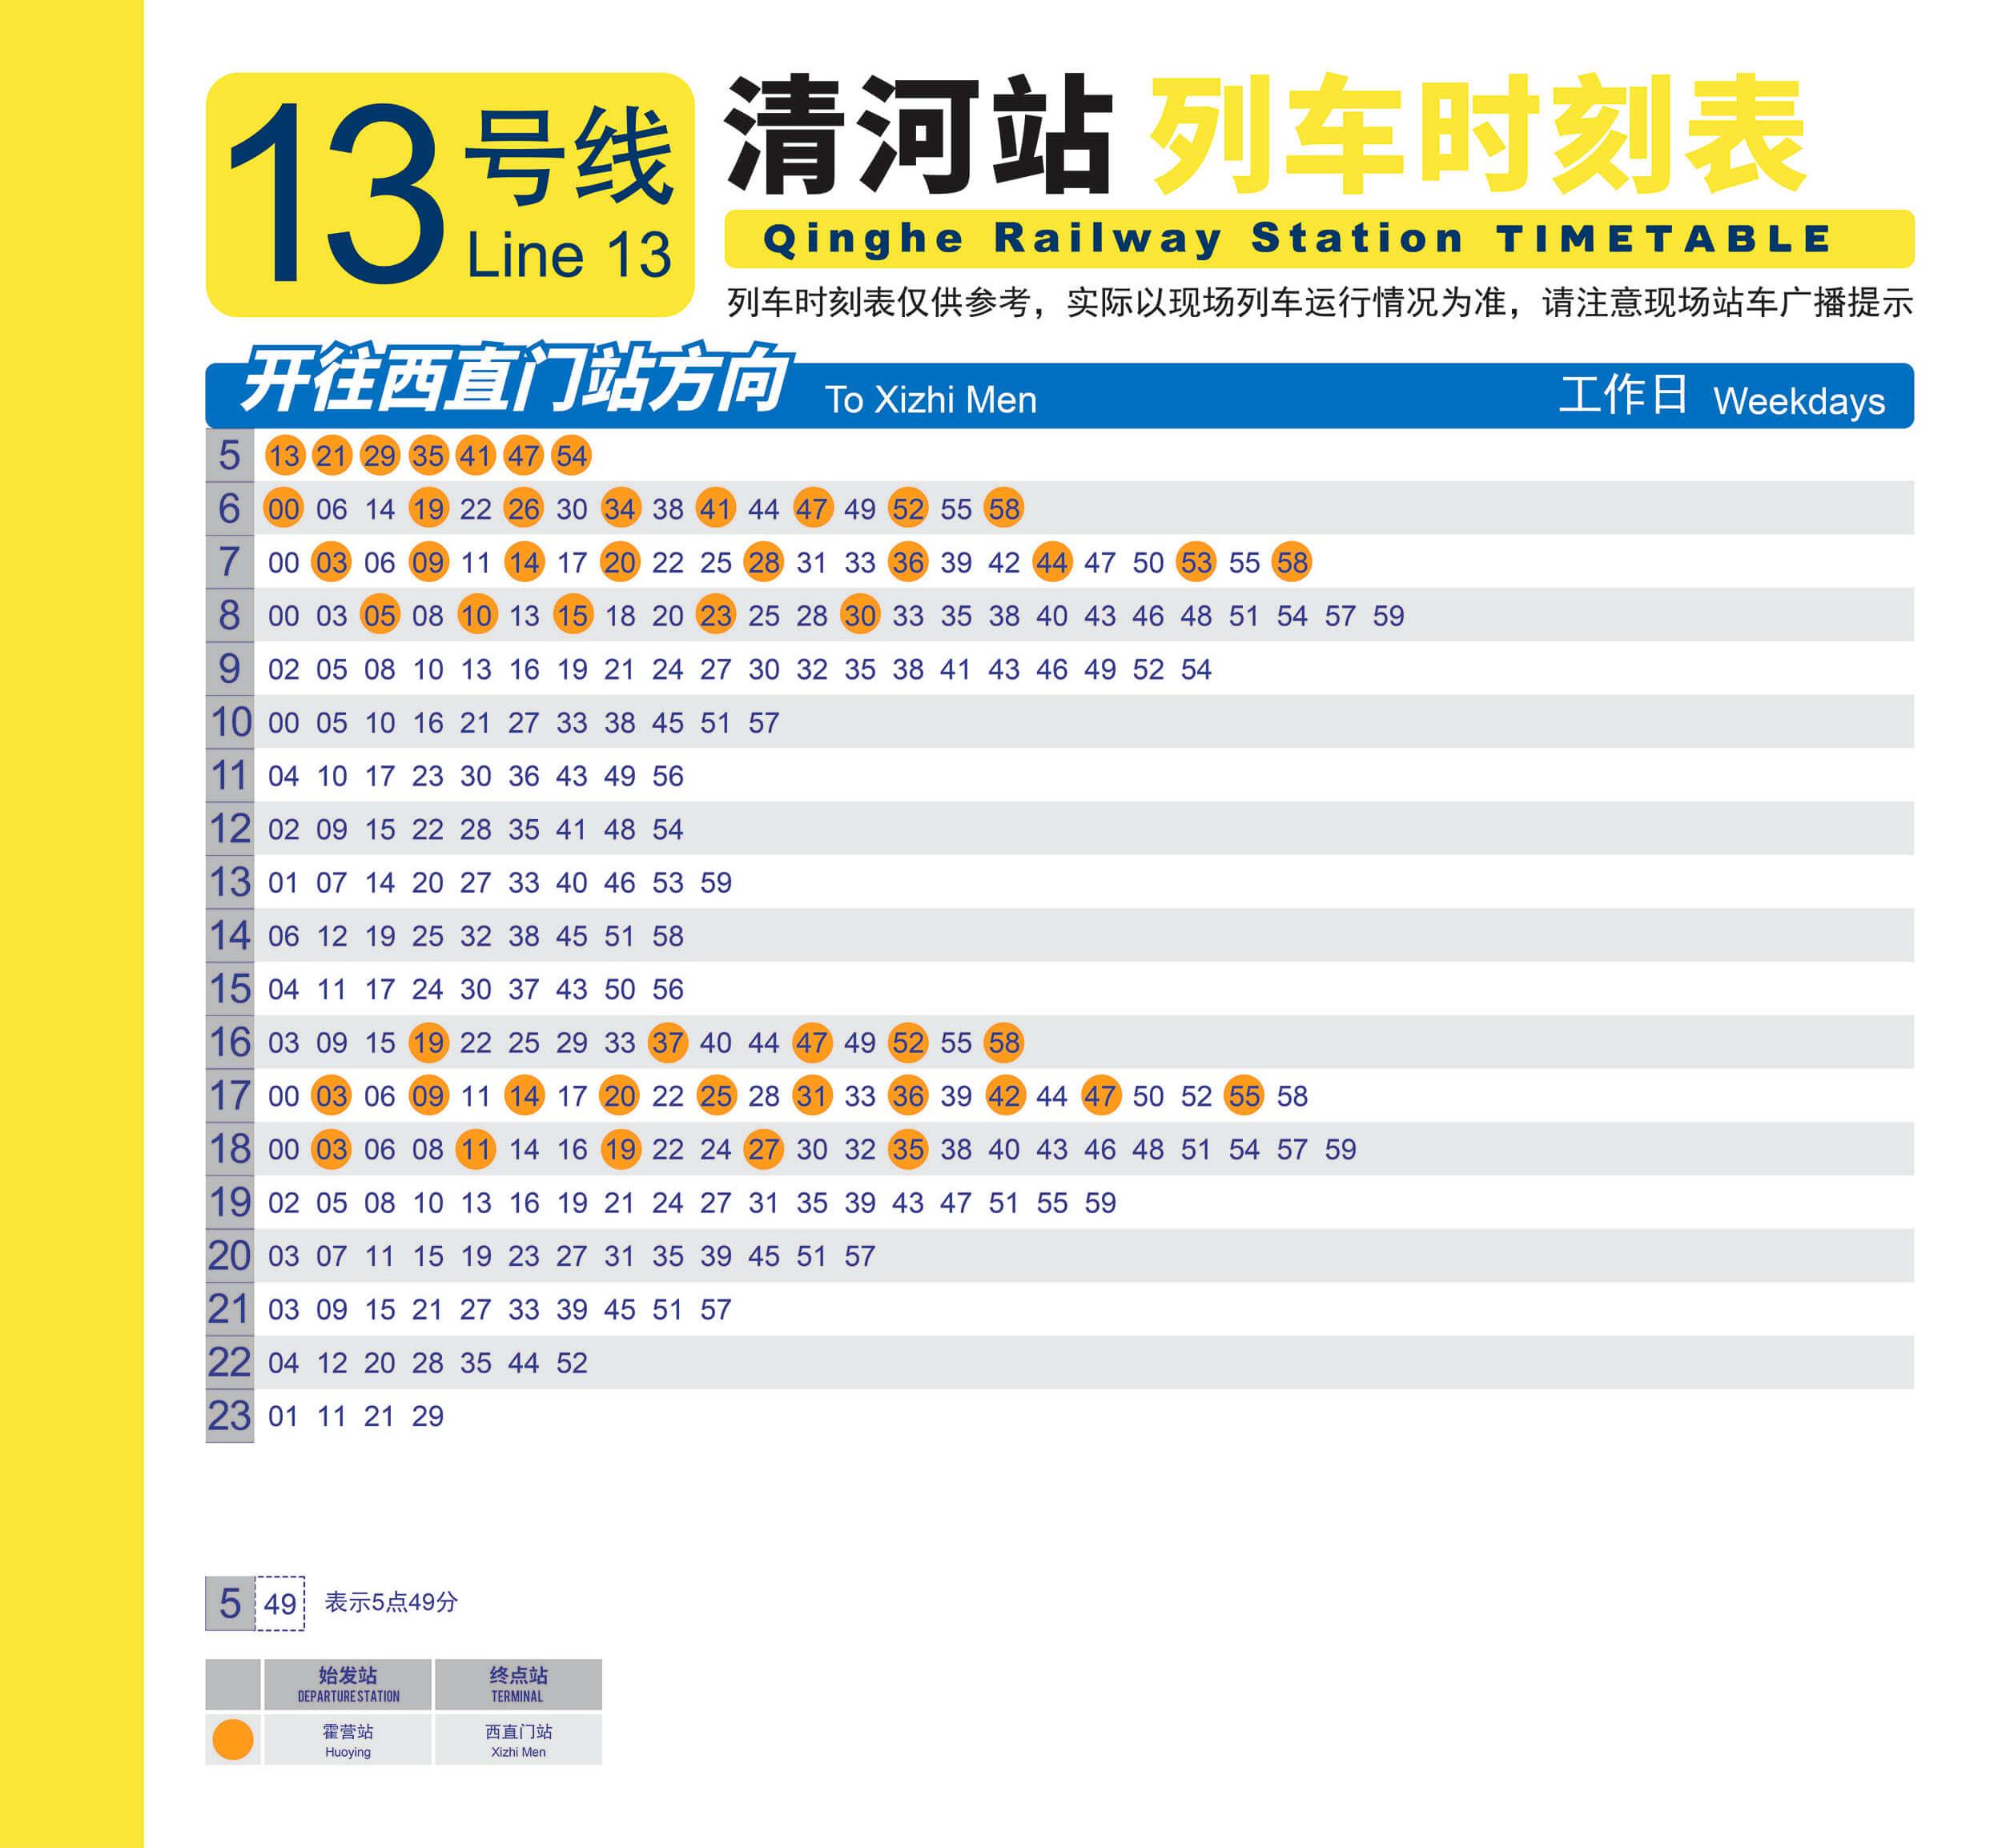 13号线
Line 13
清河站 列车时刻表
Qinghe Railway Station TIMETABLE
列车时刻表仅供参考，实际以现场列车运行情况为准，请注意现场站车广播提示
开往西直门站方向 To Xizhi Men 工作日 Weekdays
5 13 21 29 35 41 47 54
6 00 06 14 19 22 26 30 34 38 41 44 47 49 52 55 58
7 00 03 06 09 11 14 17 20 22 25 28 31 33 36 39 42 44 47 50 53 55 58
8 00 03 05 08 10 13 15 18 20 23 25 28 30 33 35 38 40 43 46 48 51 54 57 59
9 02 05 08 10 13 16 19 21 24 27 30 32 35 38 41 43 46 49 52 54
10 00 05 10 16 21 27 33 38 45 51 57
11 04 10 17 23 30 36 43 49 56
12 02 09 15 22 28 35 41 48 54
13 01 07 14 20 27 33 40 46 53 59
14 06 12 19 25 32 38 45 51 58
15 04 11 17 24 30 37 43 50 56
16 03 09 15 19 22 25 29 33 37 40 44 47 49 52 55 58
17 00 03 06 09 11 14 17 20 22 25 28 31 33 36 39 42 44 47 50 52 55 58
18 00 03 06 08 11 14 16 19 22 24 27 30 32 35 38 40 43 46 48 51 54 57 59
19 02 05 08 10 13 16 19 21 24 27 31 35 39 43 47 51 55 59
20 03 07 11 15 19 23 27 31 35 39 45 51 57
21 03 09 15 21 27 33 39 45 51 57
22 04 12 20 28 35 44 52
23 01 11 21 29
5 49 表示5点49分
始发站 终点站
DEPARTURE STATION TERMINAL
霍营站 西直门站
Huoying Xizhi Men